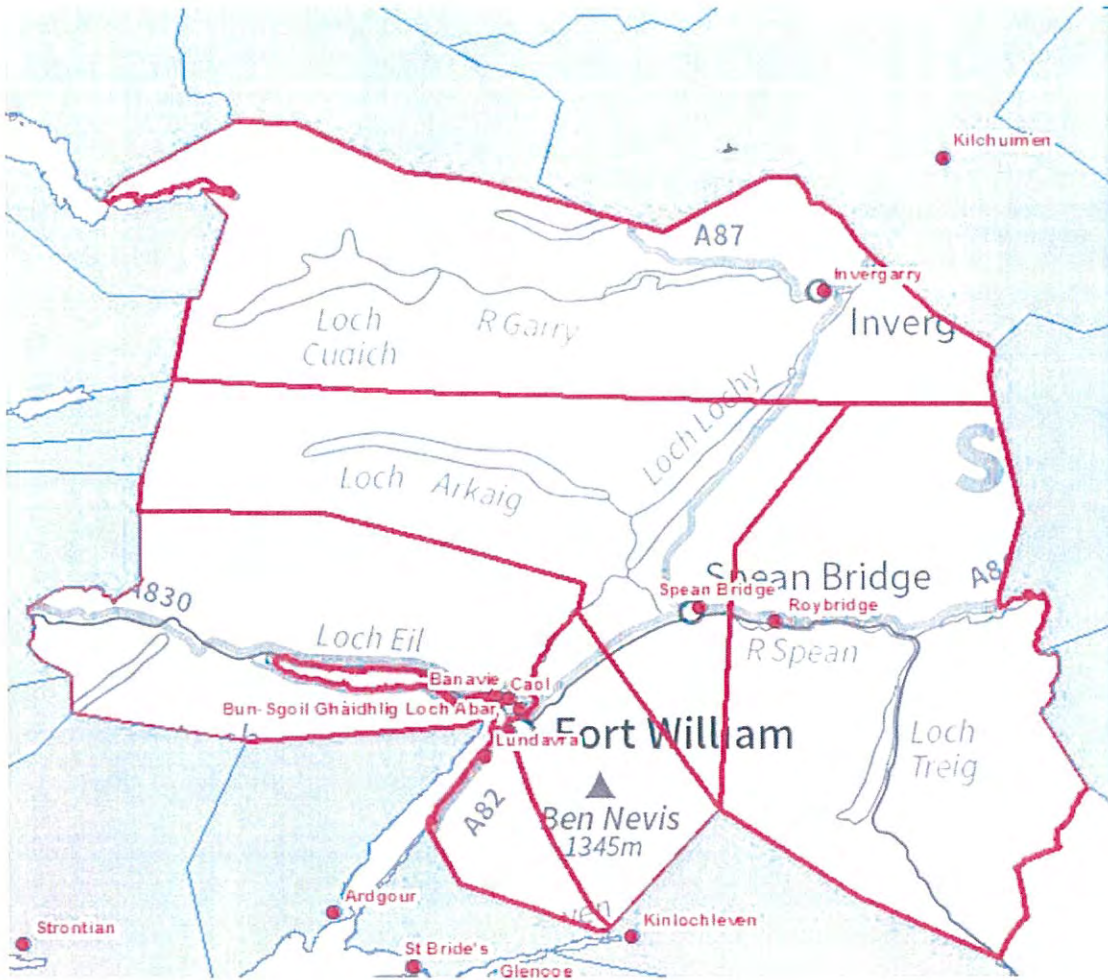 Kilchuimen
A87
Invergarry
Inverg
Loch
Cuaich
R Garry
Loch Lochy
S
Loch Arkaig
Spean Bridge
A8
Spean Bridge
Roybridge
A830
Loch Eil
R Spean
Banavie
Caol
Bun-Sgoil Ghàidhlig Loch Abar
Fort William
Lundavra
Loch
Treig
A82
Ben Nevis
1345m
Ardgour
ven
Kinlochleven
Strontian
St Bride's
Glencoe